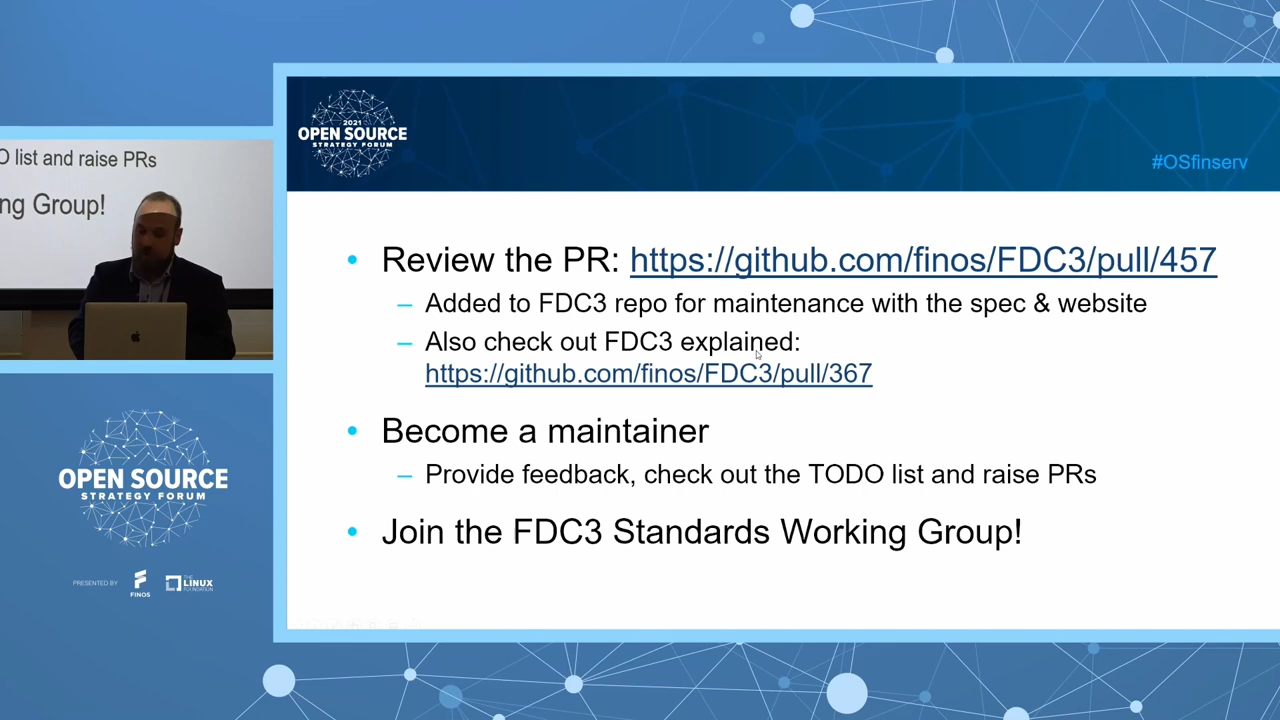 O list and raise PRs
ng Group!
OPEN SOURCE
STRATEGY FORUM
PRESENTED BY
FINOS
THE
LINUX
FOUNDATION
2021
OPEN SOURCE
STRATEGY FORUM
#OSfinserv
• Review the PR: https://github.com/finos/FDC3/pull/457
– Added to FDC3 repo for maintenance with the spec & website
– Also check out FDC3 explained:
https://github.com/finos/FDC3/pull/367
• Become a maintainer
– Provide feedback, check out the TODO list and raise PRs
• Join the FDC3 Standards Working Group!